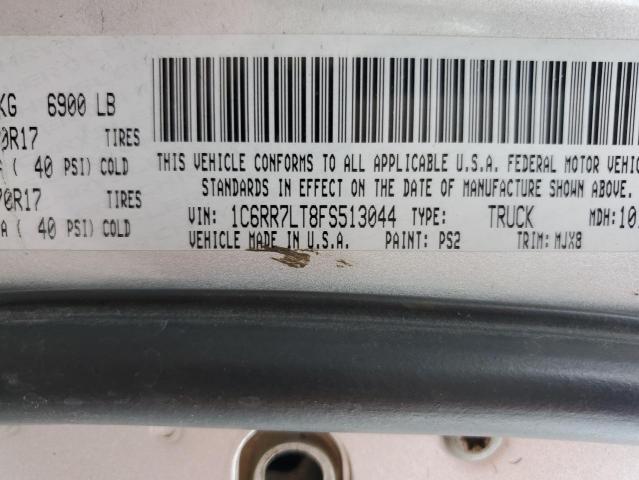 KG 6900 LB
0R17 TIRES
( 40 PSI) COLD
70R17 TIRES
A ( 40 PSI) COLD
THIS VEHICLE CONFORMS TO ALL APPLICABLE U.S.A. FEDERAL MOTOR VEHIC
STANDARDS IN EFFECT ON THE DATE OF MANUFACTURE SHOWN ABOVE.
VIN: 1C6RR7LT8FS513044 TYPE: TRUCK MDH: 10
VEHICLE MADE IN U.S.A. PAINT: PS2 TRIM: MJX8